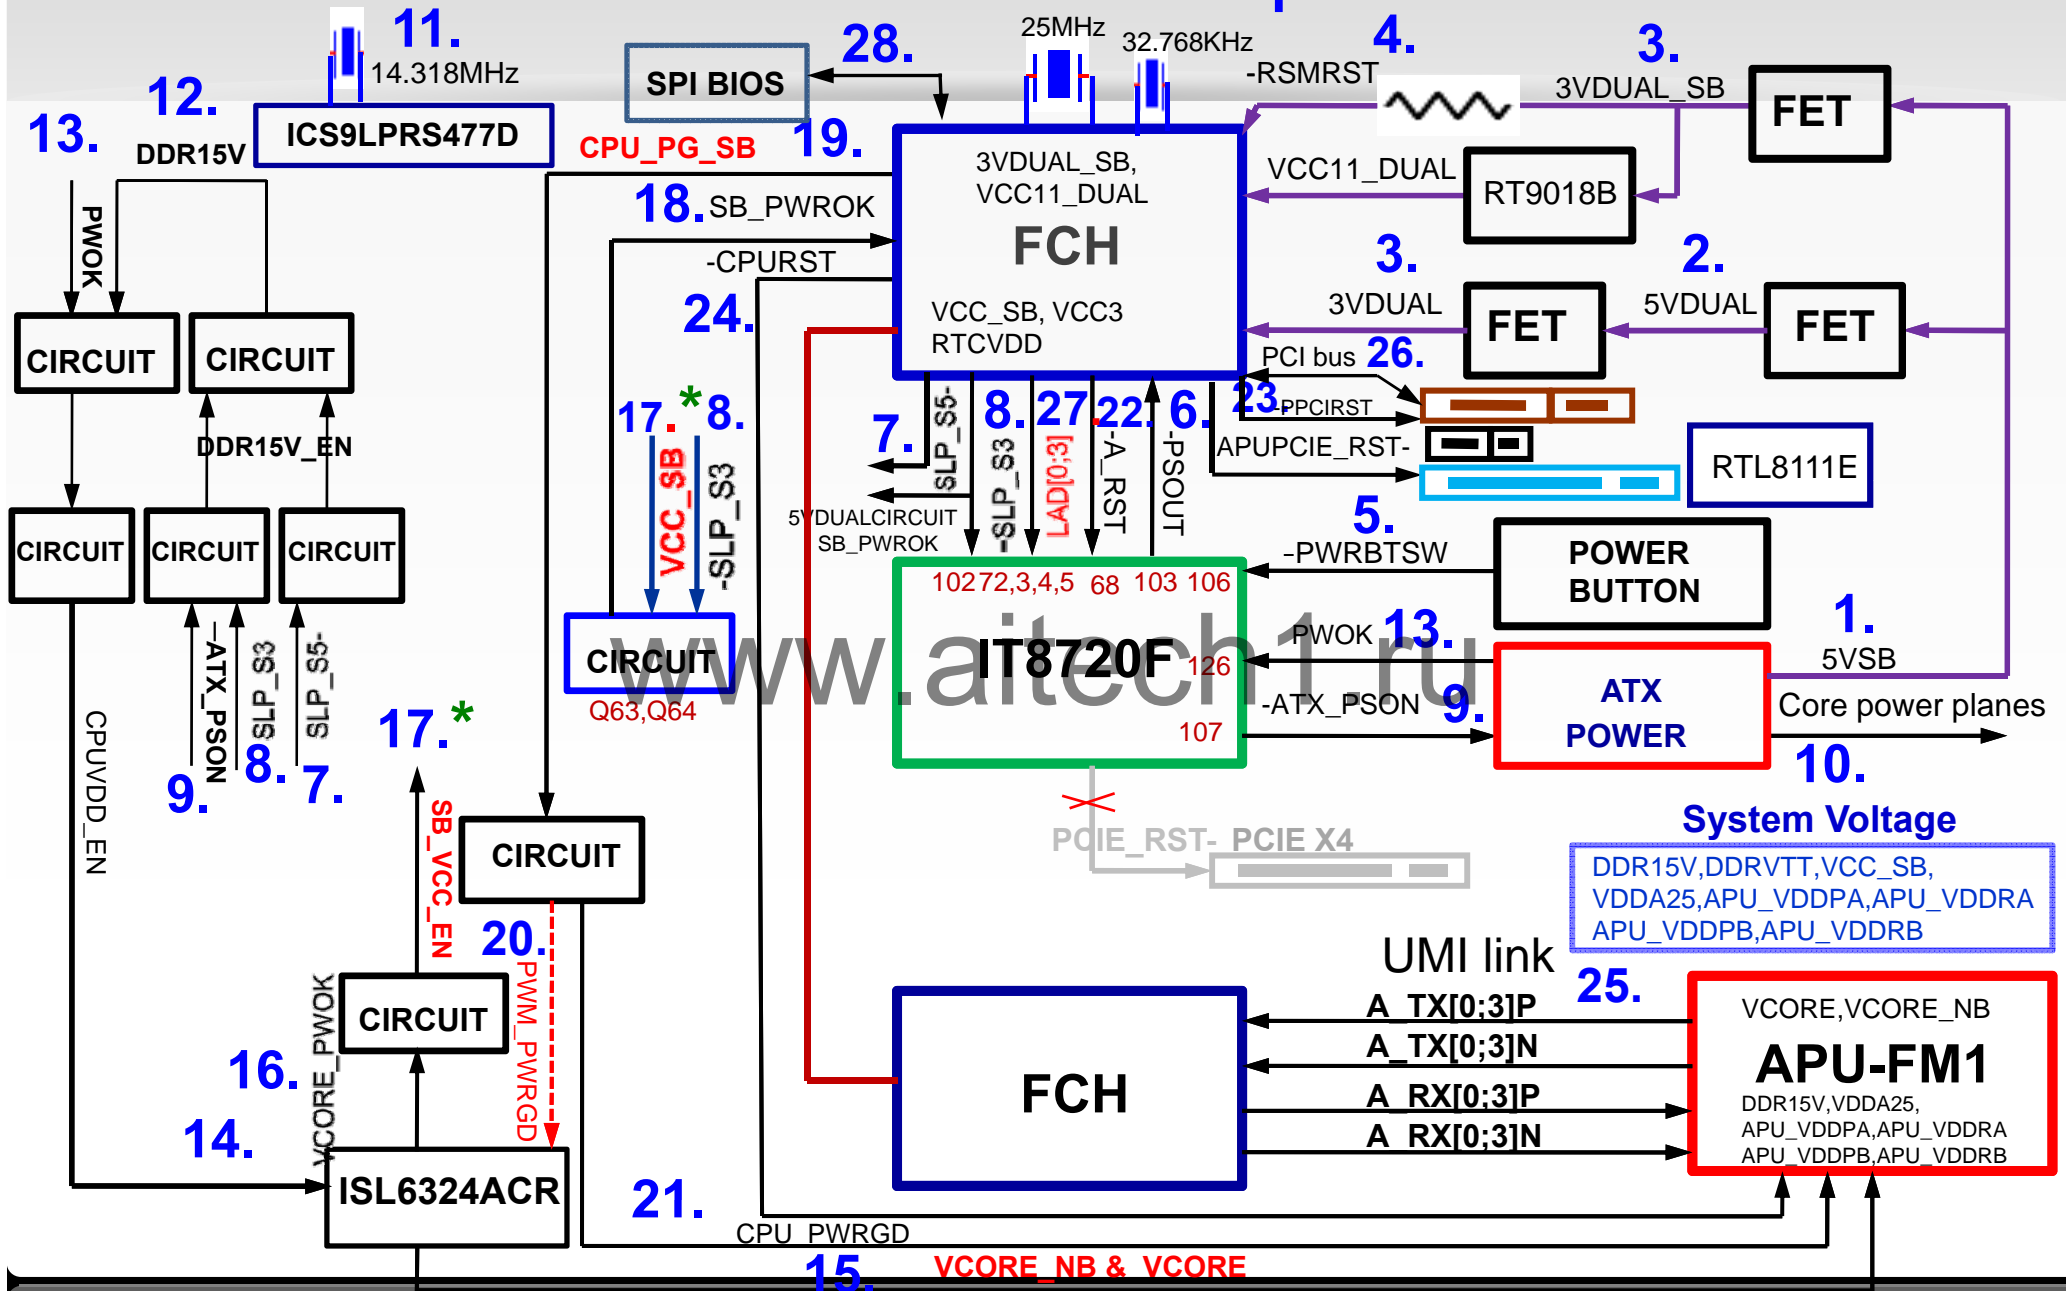 11.
14.318MHz
12.
13.
ICS9LPRS477D
DDR15V
PWOK
SPI BIOS
28.
25MHz
32.768KHz
-RSMRST
4.
3.
3VDUAL_SB
FET
CPU_PG_SB
19.
18.
SB_PWROK
-CPURST
24.
3VDUAL_SB,
VCC11_DUAL
FCH
VCC_SB, VCC3
RTCVDD
VCC11_DUAL
RT9018B
3.
2.
3VDUAL
5VDUAL
FET
FET
PCI bus
26.
23.
-PPCIRST
APUPCIE_RST-
RTL8111E
CIRCUIT
CIRCUIT
DDR15V_EN
CIRCUIT
CIRCUIT
CIRCUIT
-ATX_PSON
SLP_S3
SLP_S5-
9.
8.
7.
17.
*
8.
VCC_SB
-SLP_S3
CIRCUIT
Q63,Q64
7.
SLP_S5-
8.
-SLP_S3
27
LAD[0;3]
22.
-A_RST
6.
-PSOUT
5VDUALCIRCUIT
SB_PWROK
102
72,3,4,5
68
103
106
IT8720F
126
107
5.
-PWRBTSW
POWER
BUTTON
PWOK
13.
-ATX_PSON
9.
ATX
POWER
1.
5VSB
Core power planes
10.
www.aitech1.ru
System Voltage
DDR15V,DDRVTT,VCC_SB,
VDDA25,APU_VDDPA,APU_VDDRA
APU_VDDPB,APU_VDDRB
PCIE_RST-
PCIE X4
CPUVDD_EN
17.
*
SB_VCC_EN
CIRCUIT
20.
PWM_PWRGD
CIRCUIT
16.
VCORE_PWOK
14.
ISL6324ACR
21.
CPU_PWRGD
15.
VCORE_NB & VCORE
FCH
UMI link
25.
A_TX[0;3]P
A_TX[0;3]N
A_RX[0;3]P
A_RX[0;3]N
VCORE,VCORE_NB
APU-FM1
DDR15V,VDDA25,
APU_VDDPA,APU_VDDRA
APU_VDDPB,APU_VDDRB